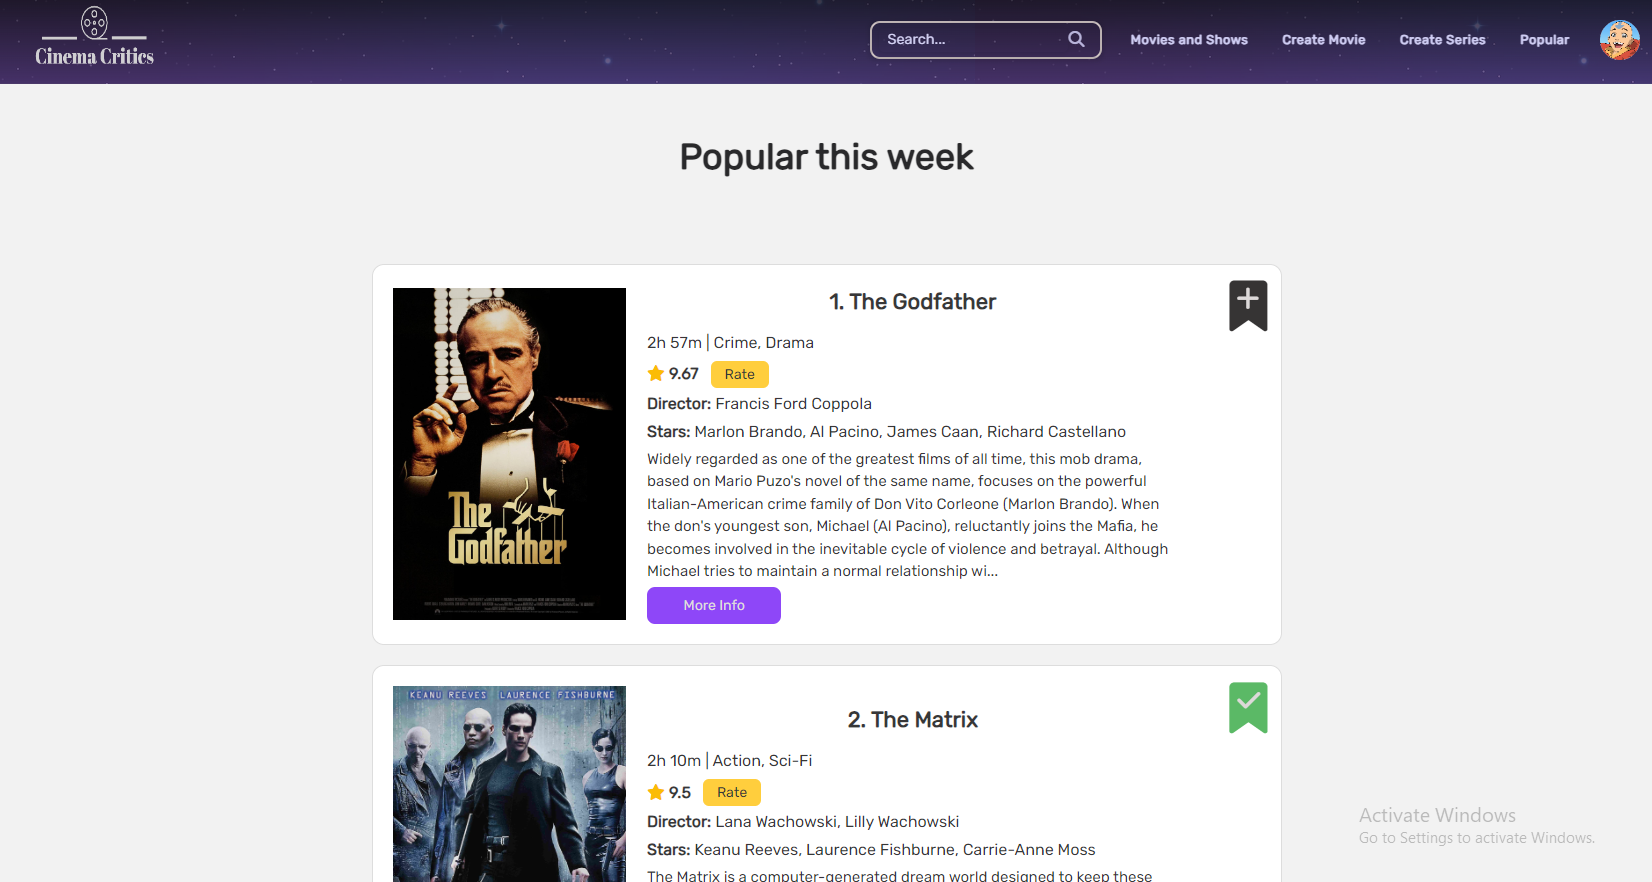 Cinema Critics
Search...
Movies and Shows
Create Movie
Create Series
Popular
Popular this week
1. The Godfather
2h 57m | Crime, Drama
9.67
Rate
Director: Francis Ford Coppola
Stars: Marlon Brando, Al Pacino, James Caan, Richard Castellano
Widely regarded as one of the greatest films of all time, this mob drama,
based on Mario Puzo's novel of the same name, focuses on the powerful
Italian-American crime family of Don Vito Corleone (Marlon Brando). When
the don's youngest son, Michael (Al Pacino), reluctantly joins the Mafia, he
becomes involved in the inevitable cycle of violence and betrayal. Although
Michael tries to maintain a normal relationship wi...
More Info
The
Godfather
KEANU REEVES LAURENCE FISHBURNE
2. The Matrix
2h 10m | Action, Sci-Fi
9.5
Rate
Director: Lana Wachowski, Lilly Wachowski
Stars: Keanu Reeves, Laurence Fishburne, Carrie-Anne Moss
The Matrix is a computer-generated dream world designed to keep these
Activate Windows
Go to Settings to activate Windows.